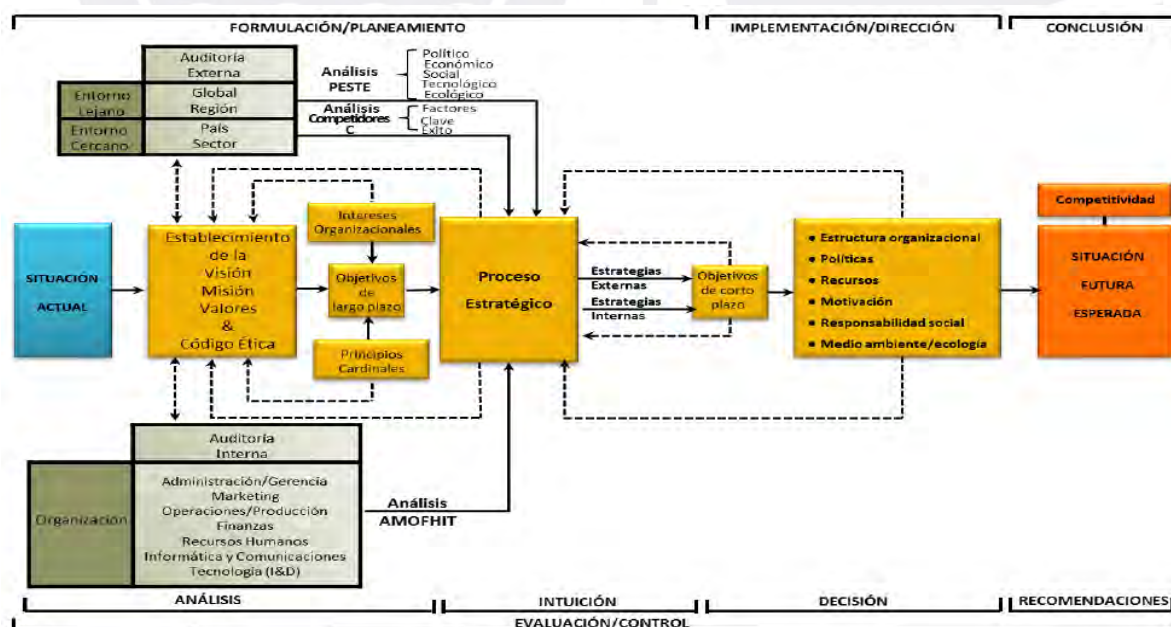 FORMULACIÓN/PLANEAMIENTO
IMPLEMENTACIÓN/DIRECCIÓN
CONCLUSIÓN
Auditoría
Externa
Entorno
Lejano
Global
Región
Entorno
Cercano
País
Sector
Análisis
PESTE
Político
Económico
Social
Tecnológico
Ecológico
Análisis
Competidores
C
Factores
Clave
Éxito
SITUACIÓN
ACTUAL
Establecimiento
de la
Visión
Misión
Valores
&
Código Ética
Intereses
Organizacionales
Objetivos
de
largo plazo
Principios
Cardinales
Proceso
Estratégico
Estrategias
Externas
Estrategias
Internas
Objetivos
de corto
plazo
• Estructura organizacional
• Políticas
• Recursos
• Motivación
• Responsabilidad social
• Medio ambiente/ecología
Competitividad
SITUACIÓN
FUTURA
ESPERADA
Auditoría
Interna
Organización
Administración/Gerencia
Marketing
Operaciones/Producción
Finanzas
Recursos Humanos
Informática y Comunicaciones
Tecnología (I&D)
Análisis
AMOFHIT
ANÁLISIS
INTUICIÓN
DECISIÓN
RECOMENDACIONES
EVALUACIÓN/CONTROL